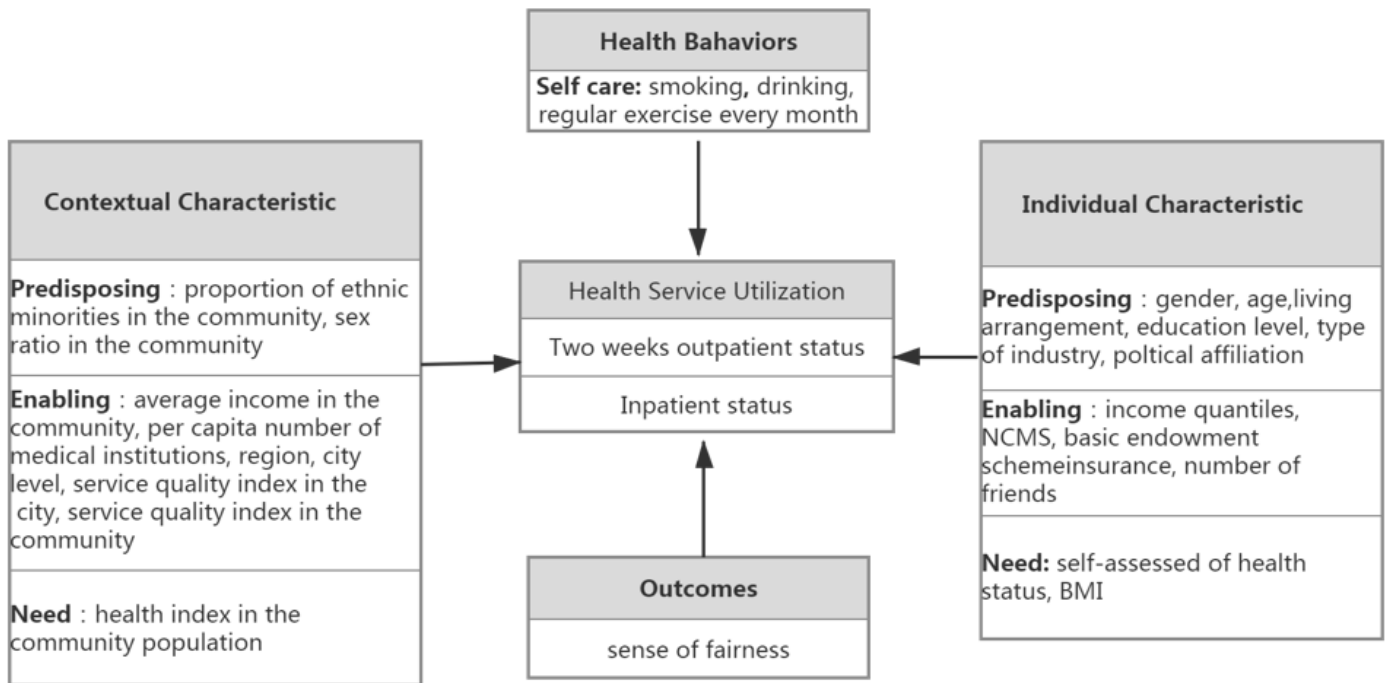 Health Bahaviors
Self care: smoking, drinking,
regular exercise every month
Contextual Characteristic
Predisposing : proportion of ethnic
minorities in the community, sex
ratio in the community
Enabling : average income in the
community, per capita number of
medical institutions, region, city
level, service quality index in the
city, service quality index in the
community
Need : health index in the
community population
Health Service Utilization
Two weeks outpatient status
Inpatient status
Outcomes
sense of fairness
Individual Characteristic
Predisposing : gender, age,living
arrangement, education level, type
of industry, poltical affiliation
Enabling : income quantiles,
NCMS, basic endowment
schemeinsurance, number of
friends
Need: self-assessed of health
status, BMI